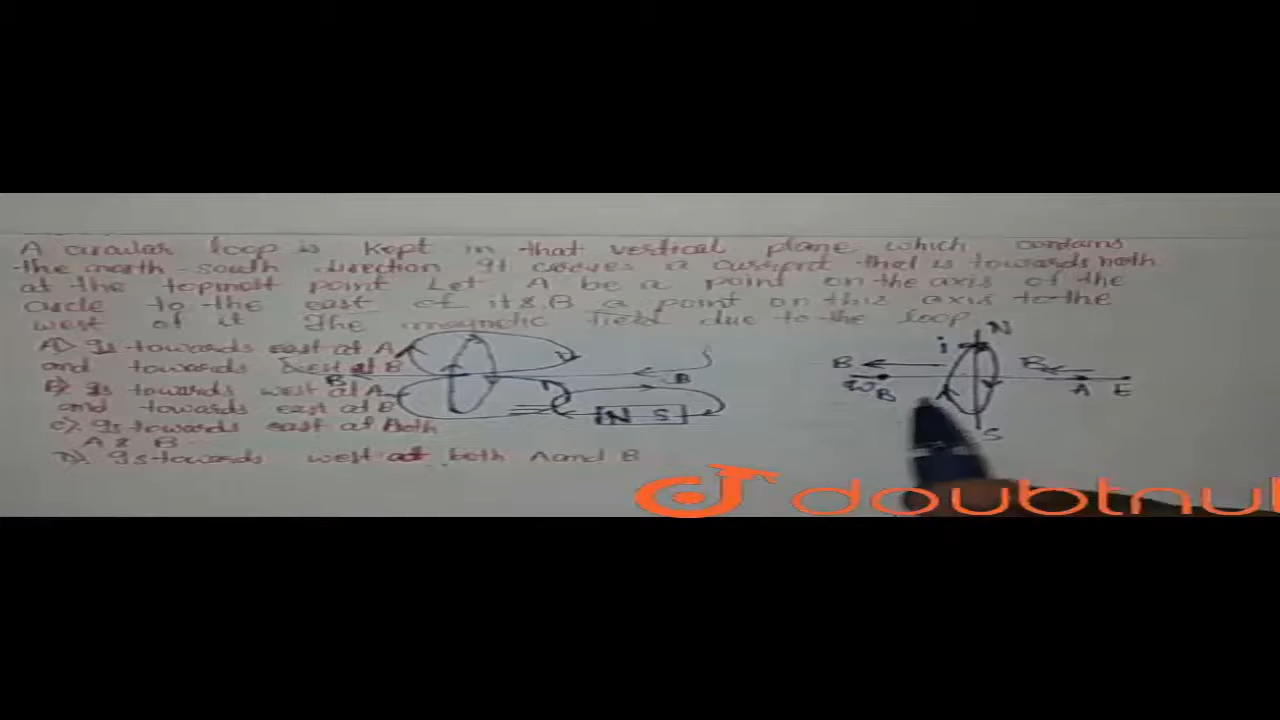 A circular loop is kept in that vertical plane which contains
the north-south direction It carries a current that is towards north
at the topmost point Let A be a point on the axis of the
circle to the east of it & B a point on this axis to the
west of it The magnetic field due to the loop
A) Is towards east at A
and towards west at B
B) Is towards west at A
and towards east at B
C) Is towards east at Both
A & B
D) Is towards west at both A and B
B
B
N S
N
i
B
B
W B
A E
S
doubtnut